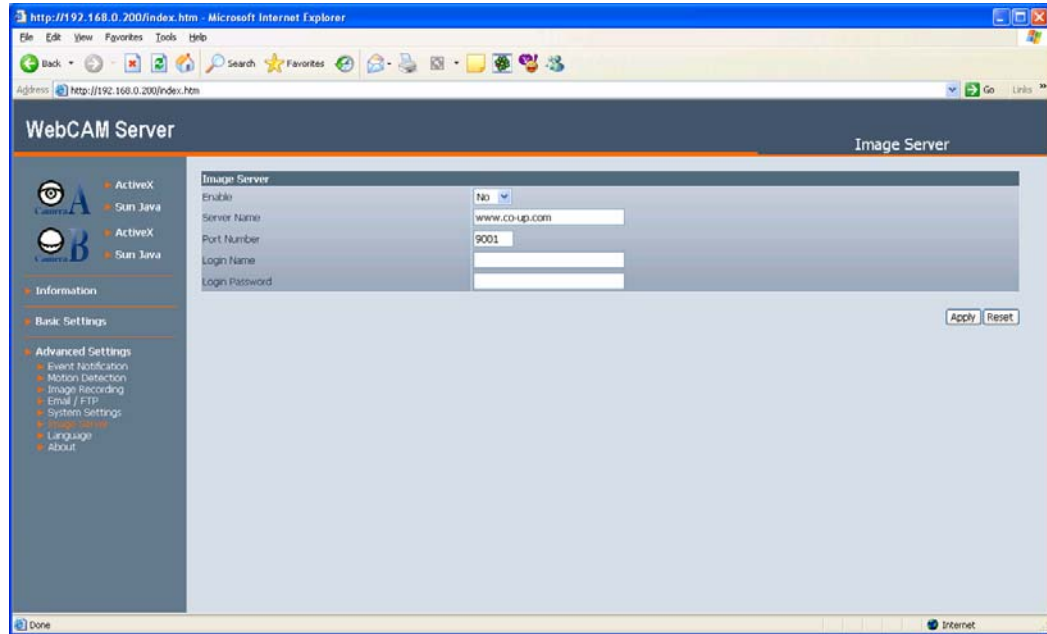 http://192.168.0.200/index.htm - Microsoft Internet Explorer
File Edit View Favorites Tools Help
Back Search Favorites
Address http://192.168.0.200/index.htm Go Links »
WebCAM Server
Image Server
Camera A
ActiveX
Sun Java
Camera B
ActiveX
Sun Java
Information
Basic Settings
Advanced Settings
Event Notification
Motion Detection
Image Recording
Email / FTP
System Settings
Image Server
Language
About
Image Server
Enable No
Server Name www.co-up.com
Port Number 9001
Login Name
Login Password
Apply Reset
Done Internet